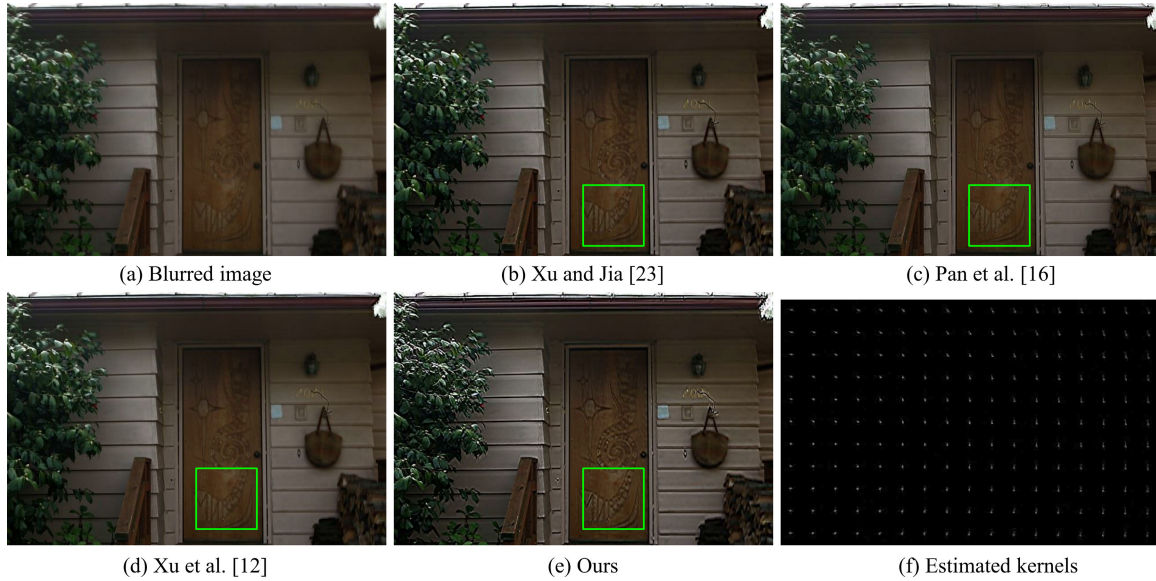 (a) Blurred image
(b) Xu and Jia [23]
(c) Pan et al. [16]
(d) Xu et al. [12]
(e) Ours
(f) Estimated kernels